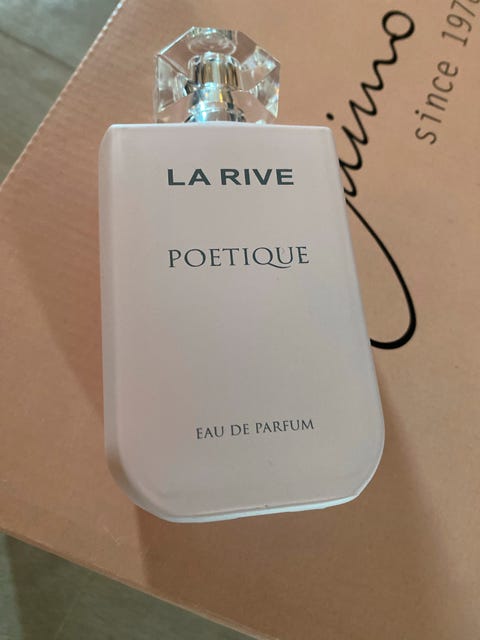 LA RIVE
POETIQUE
EAU DE PARFUM
since 197